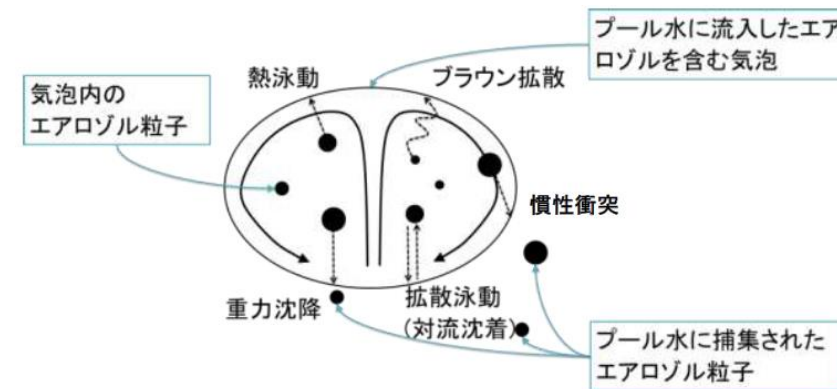 プール水に流入したエア
ロゾルを含む気泡
熱泳動
ブラウン拡散
気泡内の
エアロゾル粒子
慣性衝突
重力沈降
拡散泳動
(対流沈着)
プール水に捕集された
エアロゾル粒子